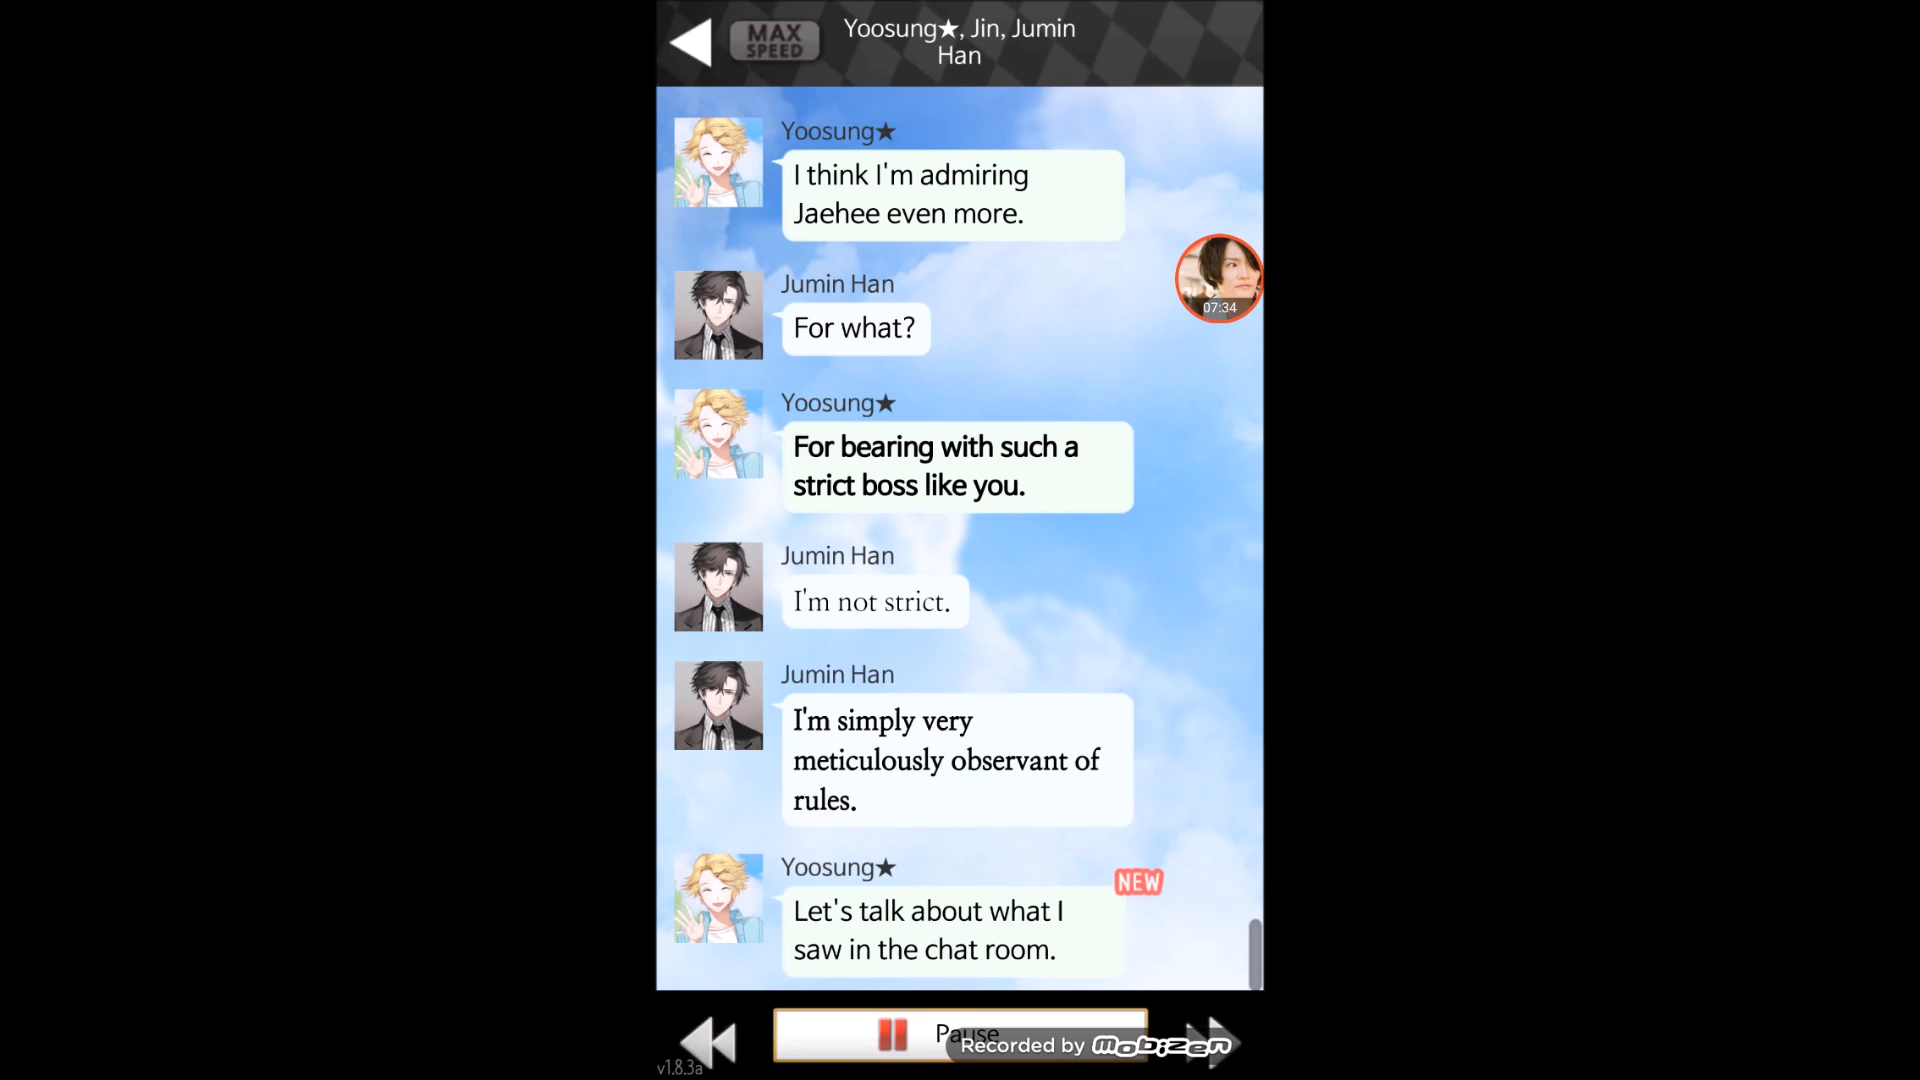 MAX
SPEED
Yoosung★, Jin, Jumin
Han
Yoosung★
I think I'm admiring
Jaehee even more.
07:34
Jumin Han
For what?
Yoosung★
For bearing with such a
strict boss like you.
Jumin Han
I'm not strict.
Jumin Han
I'm simply very
meticulously observant of
rules.
Yoosung★
NEW
Let's talk about what I
saw in the chat room.
Pause
Recorded by Mobizen
v1.8.3a